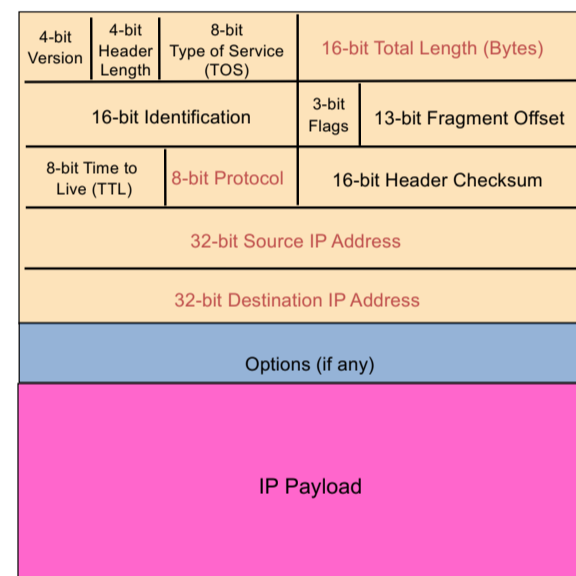 4-bit
Version
4-bit
Header
Length
8-bit
Type of Service
(TOS)
16-bit Total Length (Bytes)
16-bit Identification
3-bit
Flags
13-bit Fragment Offset
8-bit Time to
Live (TTL)
8-bit Protocol
16-bit Header Checksum
32-bit Source IP Address
32-bit Destination IP Address
Options (if any)
IP Payload